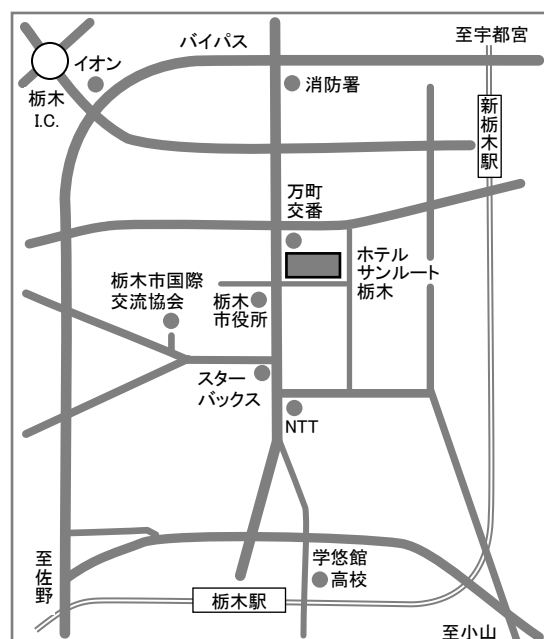 バイパス
至宇都宮
イオン
栃木
I.C.
消防署
新栃木駅
万町
交番
ホテル
サンルート
栃木
栃木市国際
交流協会
栃木
市役所
スター
バックス
NTT
至佐野
学悠館
高校
栃木駅
至小山